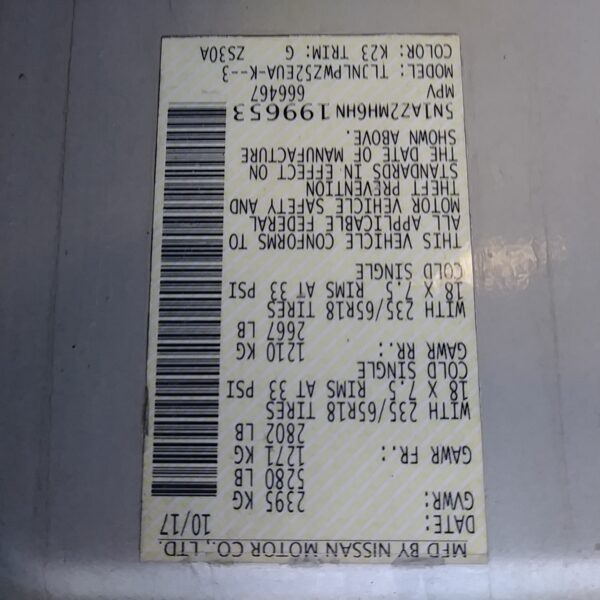 MFD BY NISSAN MOTOR CO., LTD.
DATE: 10/17
GVWR: 2395 KG
5280 LB
GAWR FR.: 1271 KG
2802 LB
WITH 235/65R18 TIRES
18 X 7.5 RIMS AT 33 PSI
COLD SINGLE
GAWR RR.: 1210 KG
2667 LB
WITH 235/65R18 TIRES
18 X 7.5 RIMS AT 33 PSI
COLD SINGLE
THIS VEHICLE CONFORMS TO
ALL APPLICABLE FEDERAL
MOTOR VEHICLE SAFETY AND
THEFT PREVENTION
STANDARDS IN EFFECT ON
THE DATE OF MANUFACTURE
SHOWN ABOVE.
5N1AZ2MH6HN199653
MPV 666467
MODEL: TLJNLPWZ52EUA-K--3
COLOR: K23 TRIM: G ZS30A